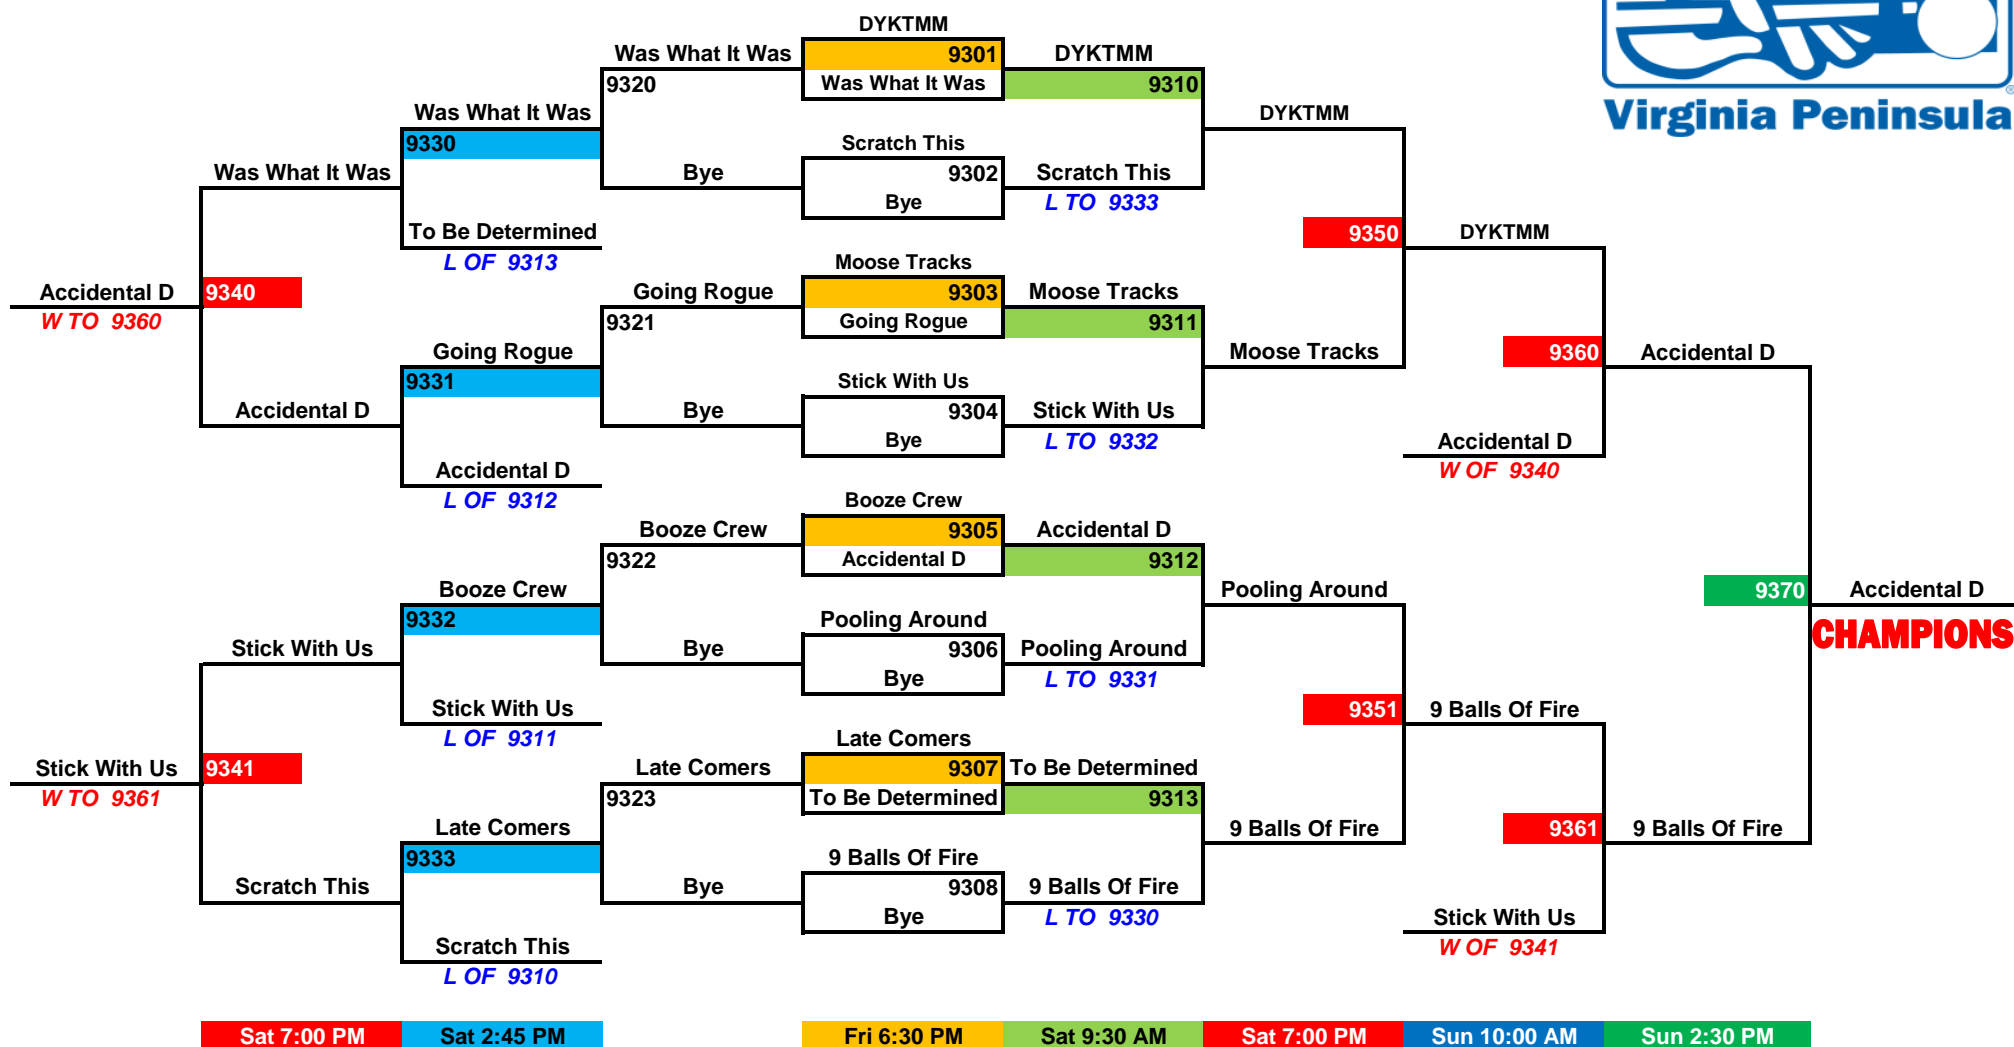 DYKTMM
Was What It Was 9301 DYKTMM
9320 Was What It Was 9310
Was What It Was DYKTMM Virginia Peninsula
9330 Scratch This
Was What It Was Bye 9302 Scratch This
Bye L TO 9333
To Be Determined 9350 DYKTMM
L OF 9313 Moose Tracks
Accidental D 9340 Going Rogue 9303 Moose Tracks
W TO 9360 9321 Going Rogue 9311
Going Rogue Moose Tracks 9360 Accidental D
9331 Stick With Us
Accidental D Bye 9304 Stick With Us
Bye L TO 9332 Accidental D
Accidental D W OF 9340
L OF 9312 Booze Crew
Booze Crew 9305 Accidental D
9322 Accidental D 9312
Booze Crew Pooling Around 9370 Accidental D
9332 Pooling Around CHAMPIONS
Stick With Us Bye 9306 Pooling Around
Bye L TO 9331
Stick With Us 9351 9 Balls Of Fire
L OF 9311 Late Comers
Stick With Us 9341 Late Comers 9307 To Be Determined
W TO 9361 9323 To Be Determined 9313
Late Comers 9 Balls Of Fire 9361 9 Balls Of Fire
9333 9 Balls Of Fire
Scratch This Bye 9308 9 Balls Of Fire
Bye L TO 9330 Stick With Us
Scratch This W OF 9341
L OF 9310
Sat 7:00 PM Sat 2:45 PM Fri 6:30 PM Sat 9:30 AM Sat 7:00 PM Sun 10:00 AM Sun 2:30 PM